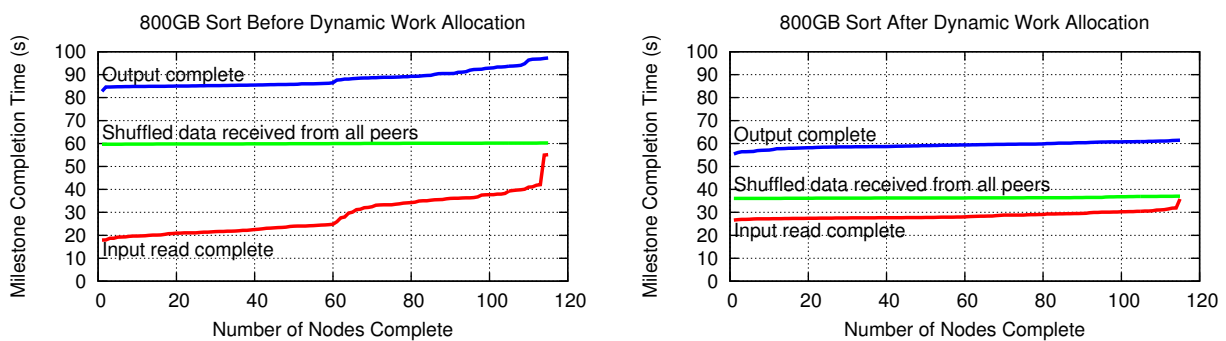 800GB Sort Before Dynamic Work Allocation
Milestone Completion Time (s)
100
90
80
70
60
50
40
30
20
10
0
Output complete
Shuffled data received from all peers
Input read complete
0 20 40 60 80 100 120
Number of Nodes Complete
800GB Sort After Dynamic Work Allocation
Milestone Completion Time (s)
100
90
80
70
60
50
40
30
20
10
0
Output complete
Shuffled data received from all peers
Input read complete
0 20 40 60 80 100 120
Number of Nodes Complete